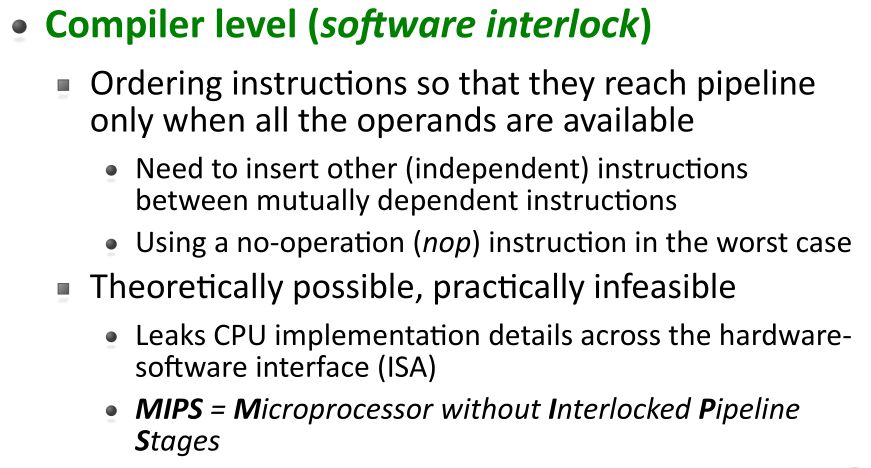 Compiler level (software interlock)
Ordering instructions so that they reach pipeline
only when all the operands are available
Need to insert other (independent) instructions
between mutually dependent instructions
Using a no-operation (nop) instruction in the worst case
Theoretically possible, practically infeasible
Leaks CPU implementation details across the hardware-
software interface (ISA)
MIPS = Microprocessor without Interlocked Pipeline
Stages